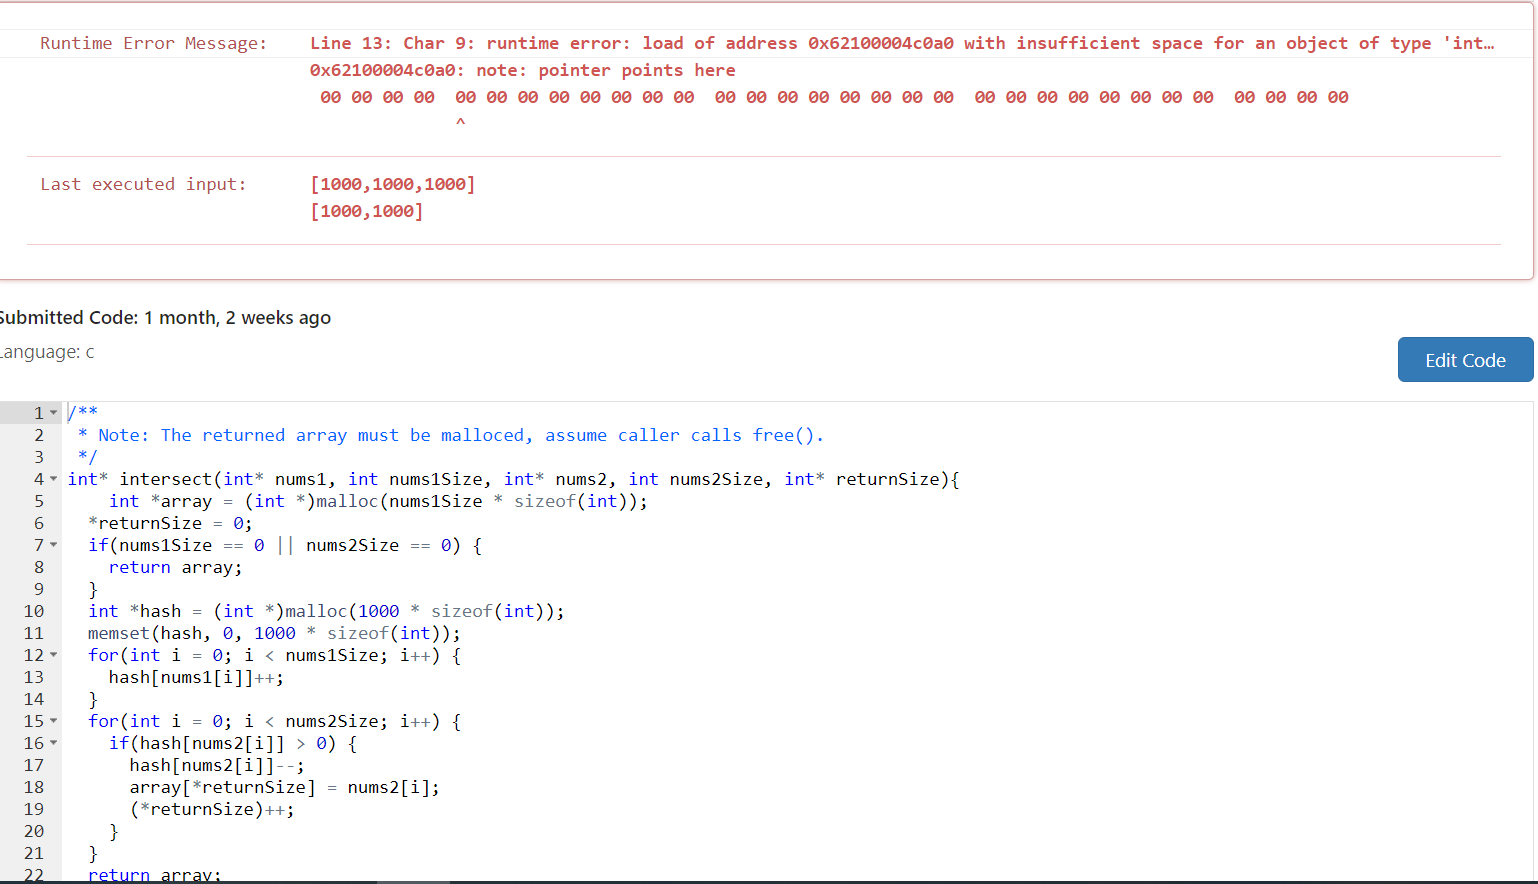 Runtime Error Message: Line 13: Char 9: runtime error: load of address 0x62100004c0a0 with insufficient space for an object of type 'int…
0x62100004c0a0: note: pointer points here
00 00 00 00 00 00 00 00 00 00 00 00 00 00 00 00 00 00 00 00 00 00 00 00 00 00 00 00 00 00 00 00
^
Last executed input: [1000,1000,1000]
[1000,1000]
Submitted Code: 1 month, 2 weeks ago
Language: c
Edit Code
1 /**
2 * Note: The returned array must be malloced, assume caller calls free().
3 */
4 int* intersect(int* nums1, int nums1Size, int* nums2, int nums2Size, int* returnSize){
5 int *array = (int *)malloc(nums1Size * sizeof(int));
6 *returnSize = 0;
7 if(nums1Size == 0 || nums2Size == 0) {
8 return array;
9 }
10 int *hash = (int *)malloc(1000 * sizeof(int));
11 memset(hash, 0, 1000 * sizeof(int));
12 for(int i = 0; i < nums1Size; i++) {
13 hash[nums1[i]]++;
14 }
15 for(int i = 0; i < nums2Size; i++) {
16 if(hash[nums2[i]] > 0) {
17 hash[nums2[i]]--;
18 array[*returnSize] = nums2[i];
19 (*returnSize)++;
20 }
21 }
22 return array;